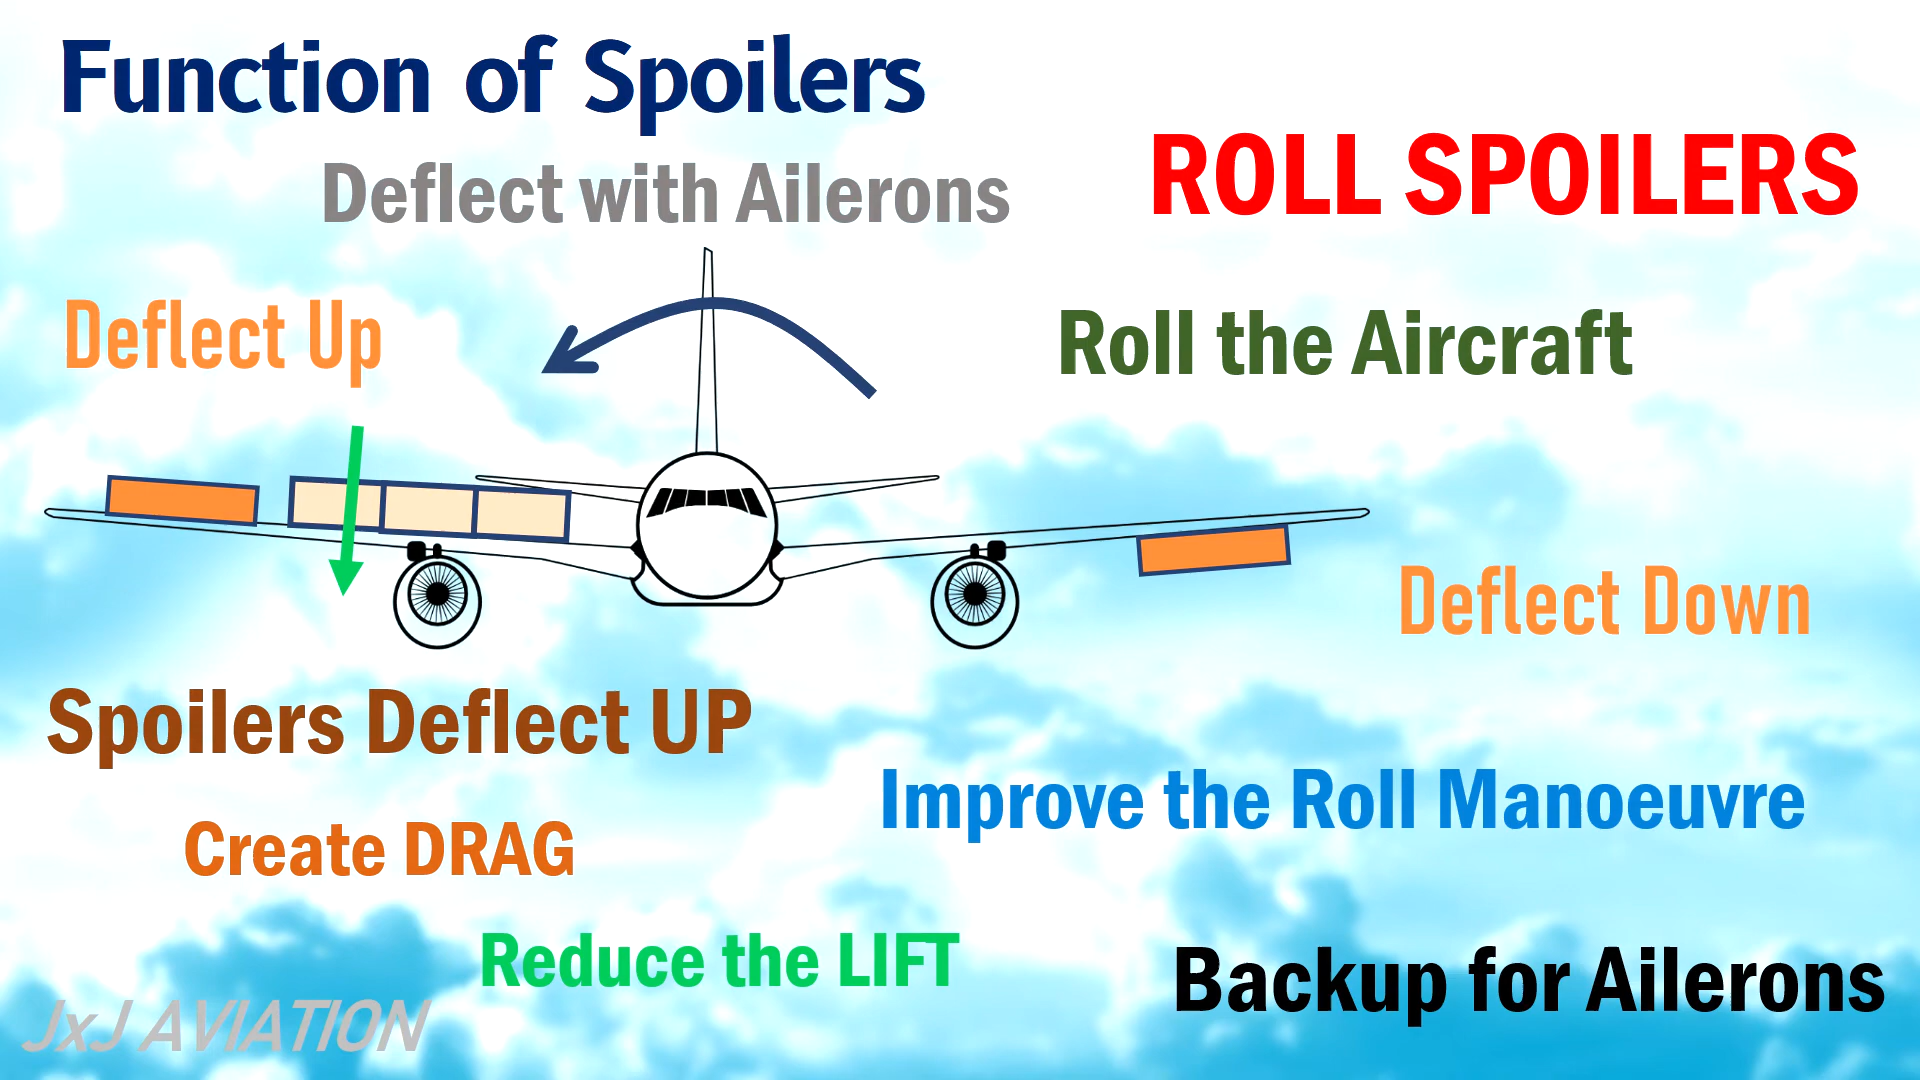 Function of Spoilers
ROLL SPOILERS
Deflect with Ailerons
Deflect Up
Roll the Aircraft
Deflect Down
Spoilers Deflect UP
Improve the Roll Manoeuvre
Create DRAG
Reduce the LIFT
Backup for Ailerons
JxJ AVIATION